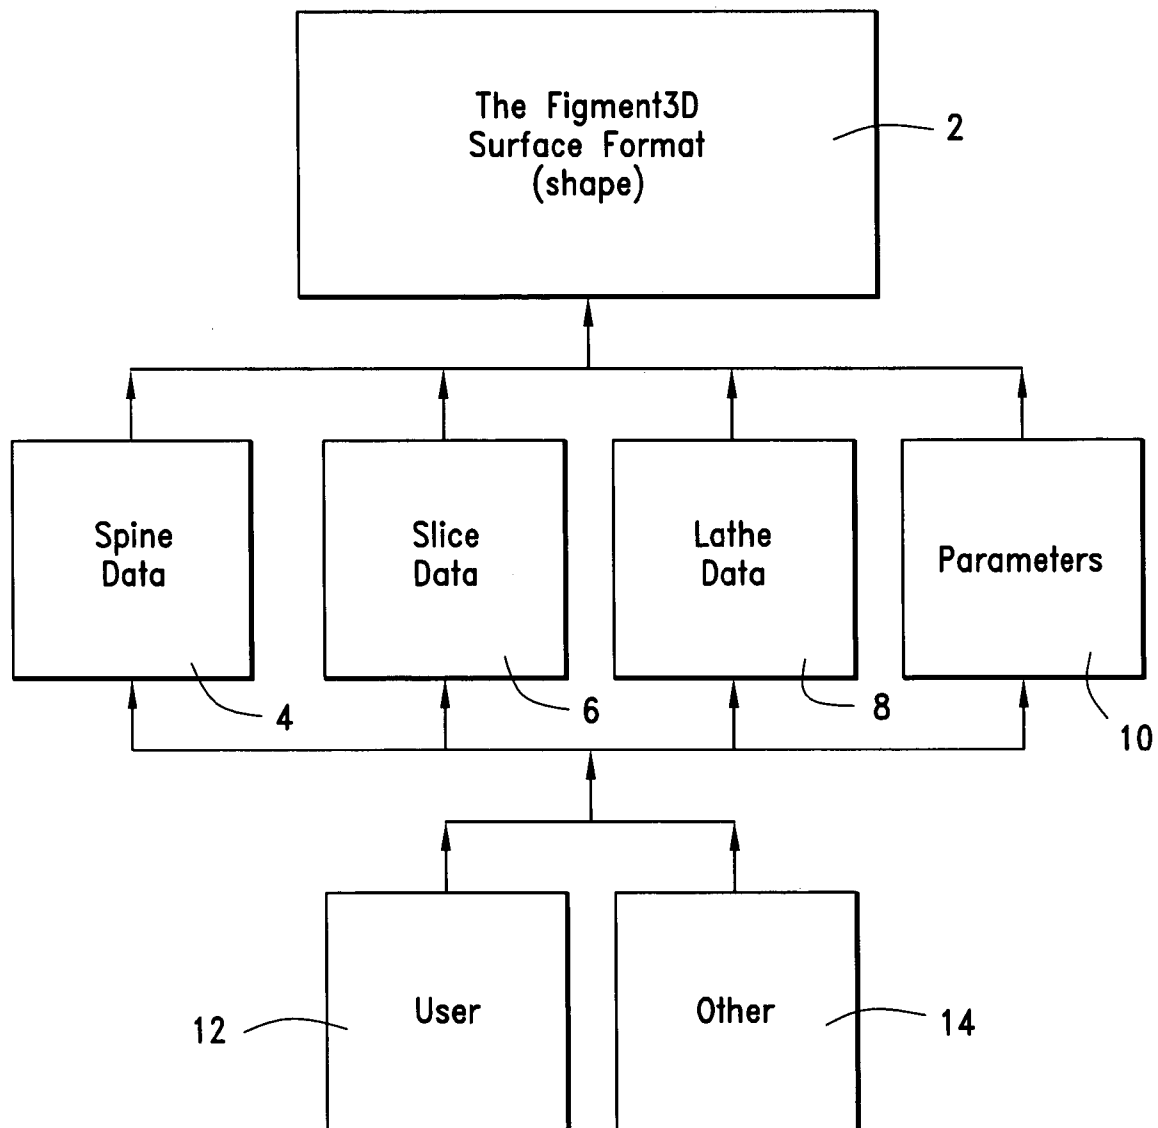 The Figment3D
Surface Format
(shape)
2
Spine
Data
Slice
Data
Lathe
Data
Parameters
4
6
8
10
User
Other
12
14